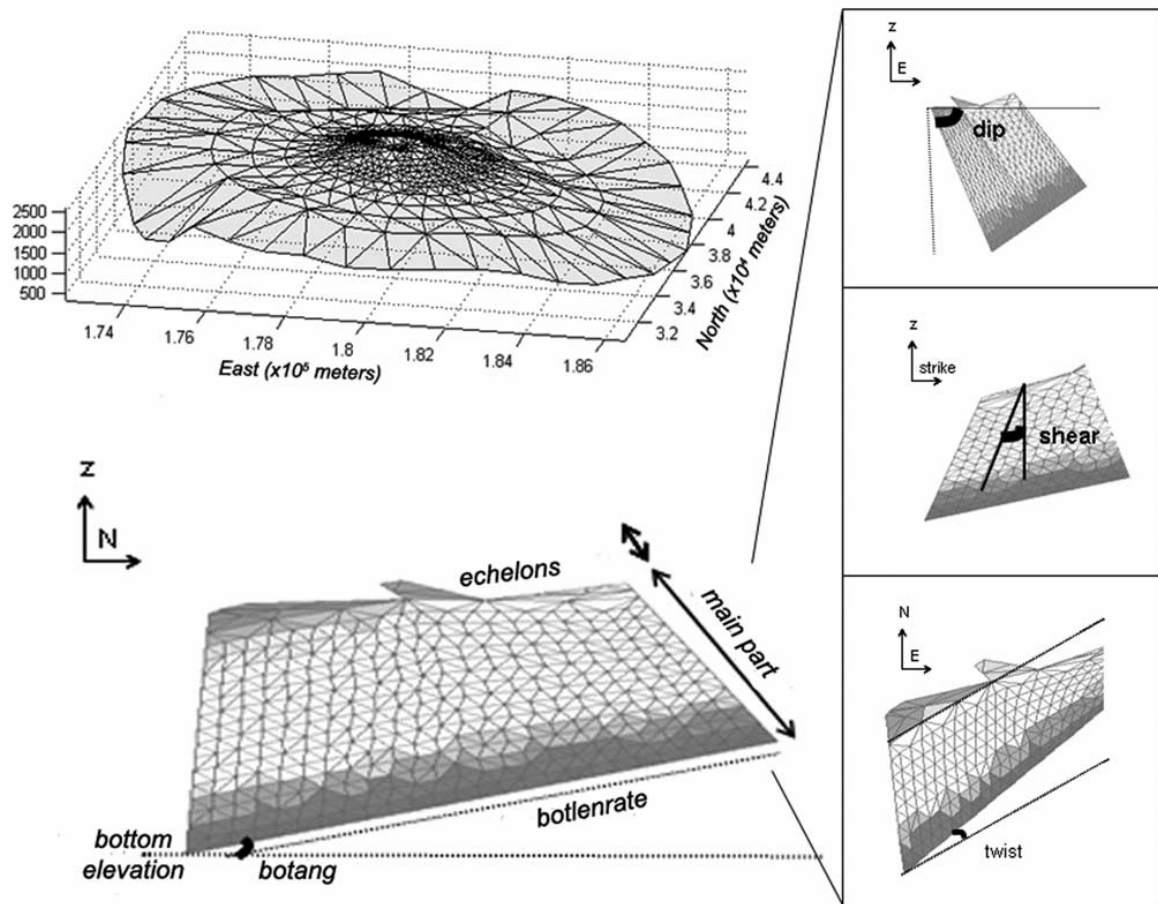 2500
2000
1500
1000
500
1.74
1.76
1.78
1.8
1.82
1.84
1.86
East (x10⁵ meters)
3.2
3.4
3.6
3.8
4
4.2
4.4
North (x10⁴ meters)
z
N
echelons
main part
botlenrate
bottom
elevation
botang
z
E
dip
z
strike
shear
N
E
twist